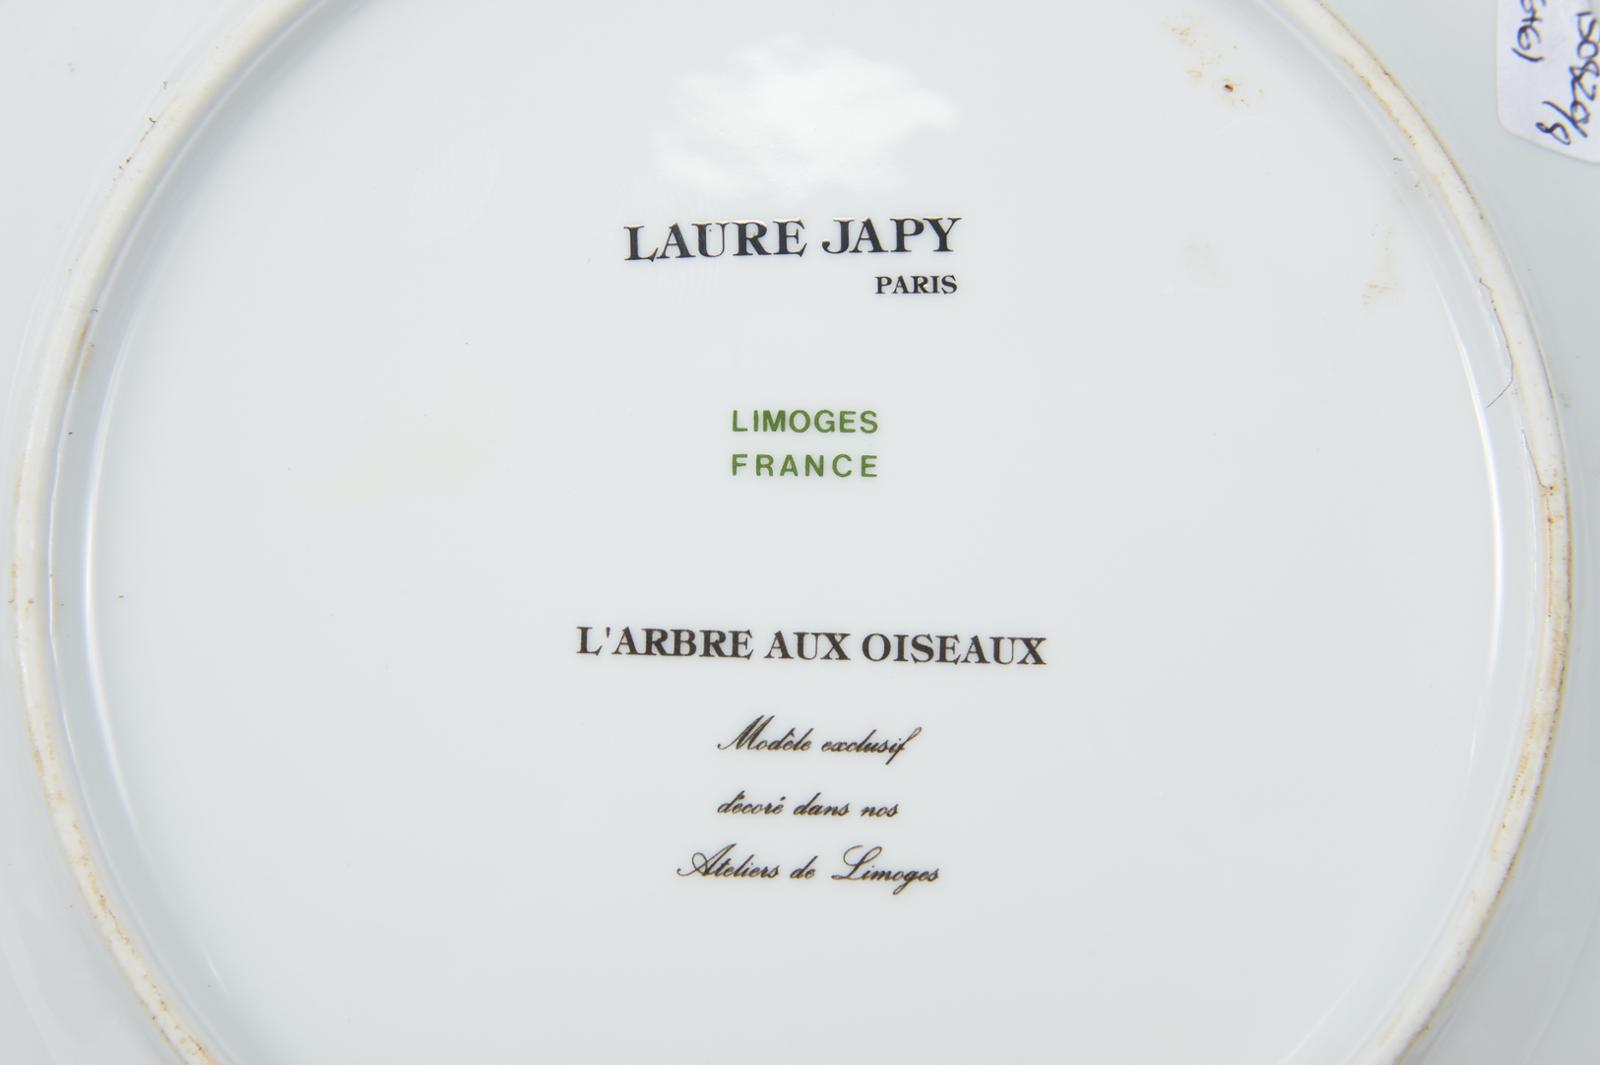 LAURE JAPY
PARIS
LIMOGES
FRANCE
L'ARBRE AUX OISEAUX
Modèle exclusif
décoré dans nos
Ateliers de Limoges